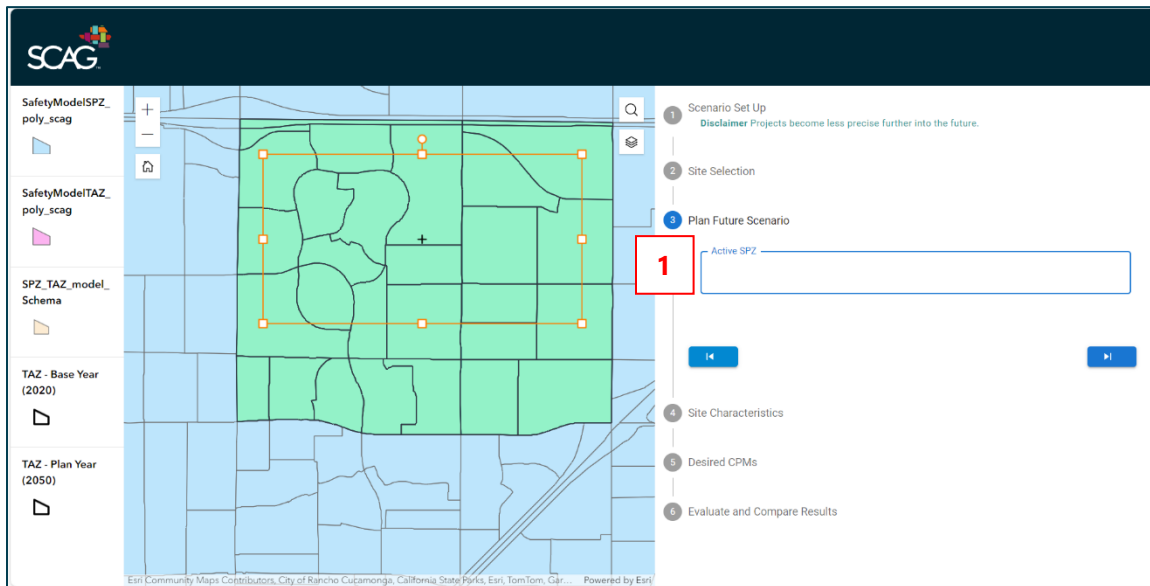 SCAG
SafetyModelSPZ_
poly_scag
SafetyModelTAZ_
poly_scag
SPZ_TAZ_model_
Schema
TAZ - Base Year
(2020)
TAZ - Plan Year
(2050)
Esri Community Maps Contributors, City of Rancho Cucamonga, California State Parks, Esri, TomTom, Gar... Powered by Esri
1 Scenario Set Up
Disclaimer Projects become less precise further into the future.
2 Site Selection
3 Plan Future Scenario
1
Active SPZ
4 Site Characteristics
5 Desired CPMs
6 Evaluate and Compare Results